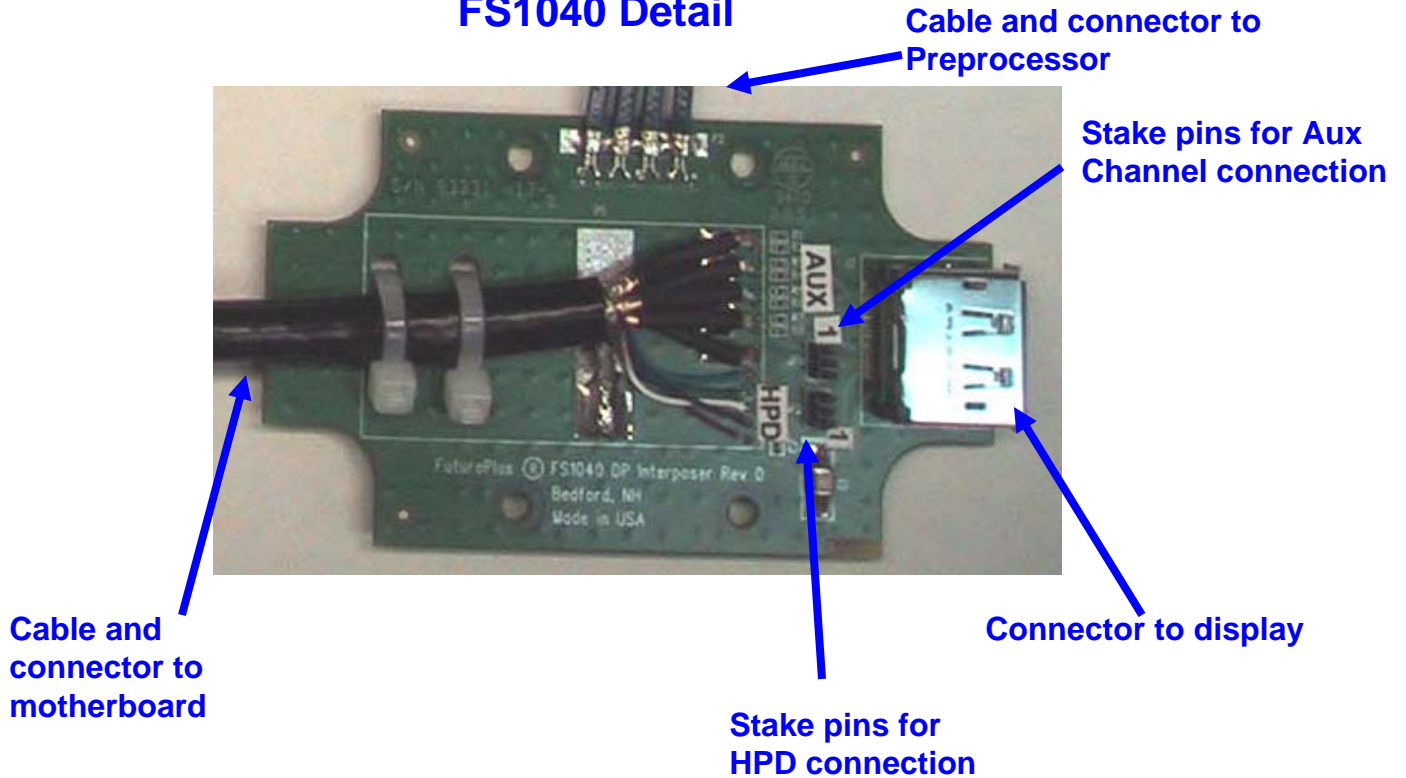 FS1040 Detail
Cable and connector to
Preprocessor
Stake pins for Aux
Channel connection
AUX
1
HPD
1
FuturePlus ® FS1040 DP Interposer Rev 0
Bedford, NH
Made in USA
Cable and
connector to
motherboard
Connector to display
Stake pins for
HPD connection